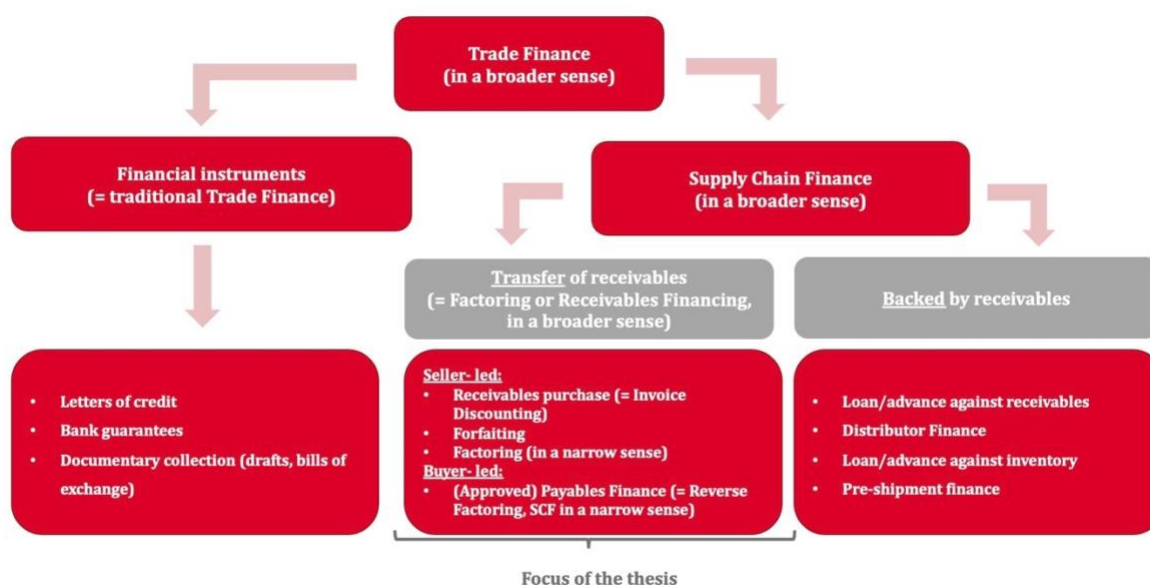 Trade Finance
(in a broader sense)
Financial instruments
(= traditional Trade Finance)
Supply Chain Finance
(in a broader sense)
Transfer of receivables
(= Factoring or Receivables Financing,
in a broader sense)
Backed by receivables
• Letters of credit
• Bank guarantees
• Documentary collection (drafts, bills of
exchange)
Seller- led:
• Receivables purchase (= Invoice
Discounting)
• Forfaiting
• Factoring (in a narrow sense)
Buyer- led:
• (Approved) Payables Finance (= Reverse
Factoring, SCF in a narrow sense)
• Loan/advance against receivables
• Distributor Finance
• Loan/advance against inventory
• Pre-shipment finance
Focus of the thesis